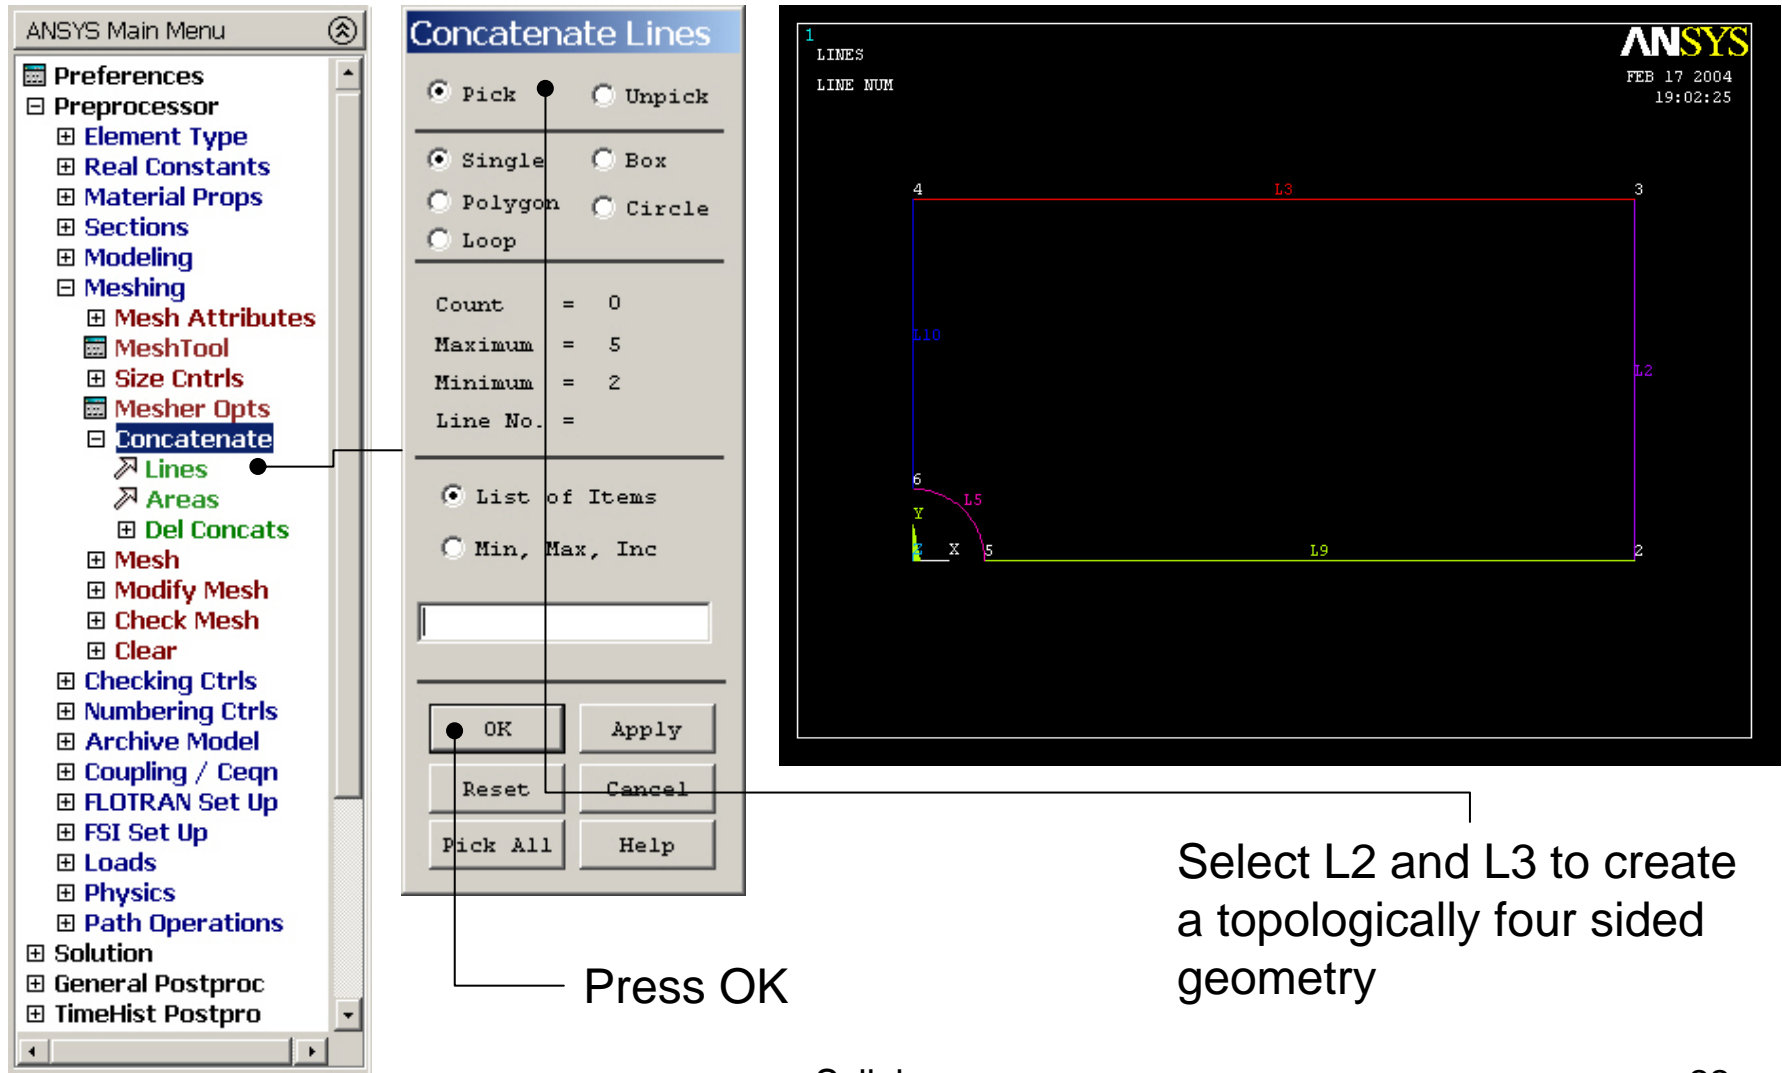 ANSYS Main Menu
Preferences
Preprocessor
Element Type
Real Constants
Material Props
Sections
Modeling
Meshing
Mesh Attributes
MeshTool
Size Cntrls
Mesher Opts
Concatenate
Lines
Areas
Del Concats
Mesh
Modify Mesh
Check Mesh
Clear
Checking Ctrls
Numbering Ctrls
Archive Model
Coupling / Ceqn
FLOTRAN Set Up
FSI Set Up
Loads
Physics
Path Operations
Solution
General Postproc
TimeHist Postpro
Concatenate Lines
Pick Unpick
Single Box
Polygon Circle
Loop
Count = 0
Maximum = 5
Minimum = 2
Line No. =
List of Items
Min, Max, Inc
OK Apply
Reset Cancel
Pick All Help
1
LINES
LINE NUM
ANSYS
FEB 17 2004
19:02:25
4 L3 3
L10
L2
6
L5
Y
X 5 L9 2
Select L2 and L3 to create
a topologically four sided
geometry
Press OK